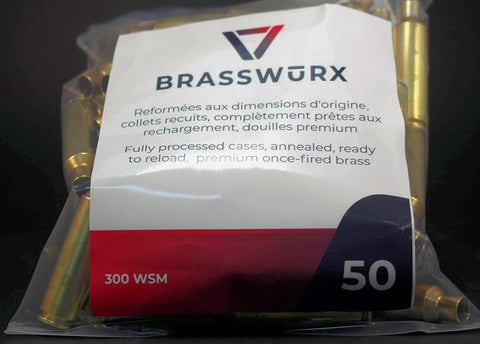 BRASSWŪRX
Reformées aux dimensions d'origine,
collets recuits, complètement prêtes aux
rechargement, douilles premium
Fully processed cases, annealed, ready
to reload, premium once-fired brass
300 WSM
50